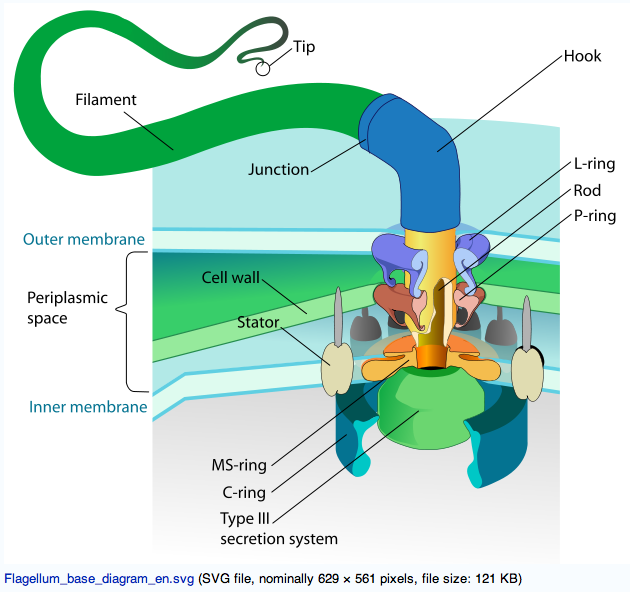 Tip
Hook
Filament
Junction
L-ring
Rod
P-ring
Outer membrane
Cell wall
Periplasmic
space
Stator
Inner membrane
MS-ring
C-ring
Type III
secretion system
Flagellum_base_diagram_en.svg (SVG file, nominally 629 × 561 pixels, file size: 121 KB)